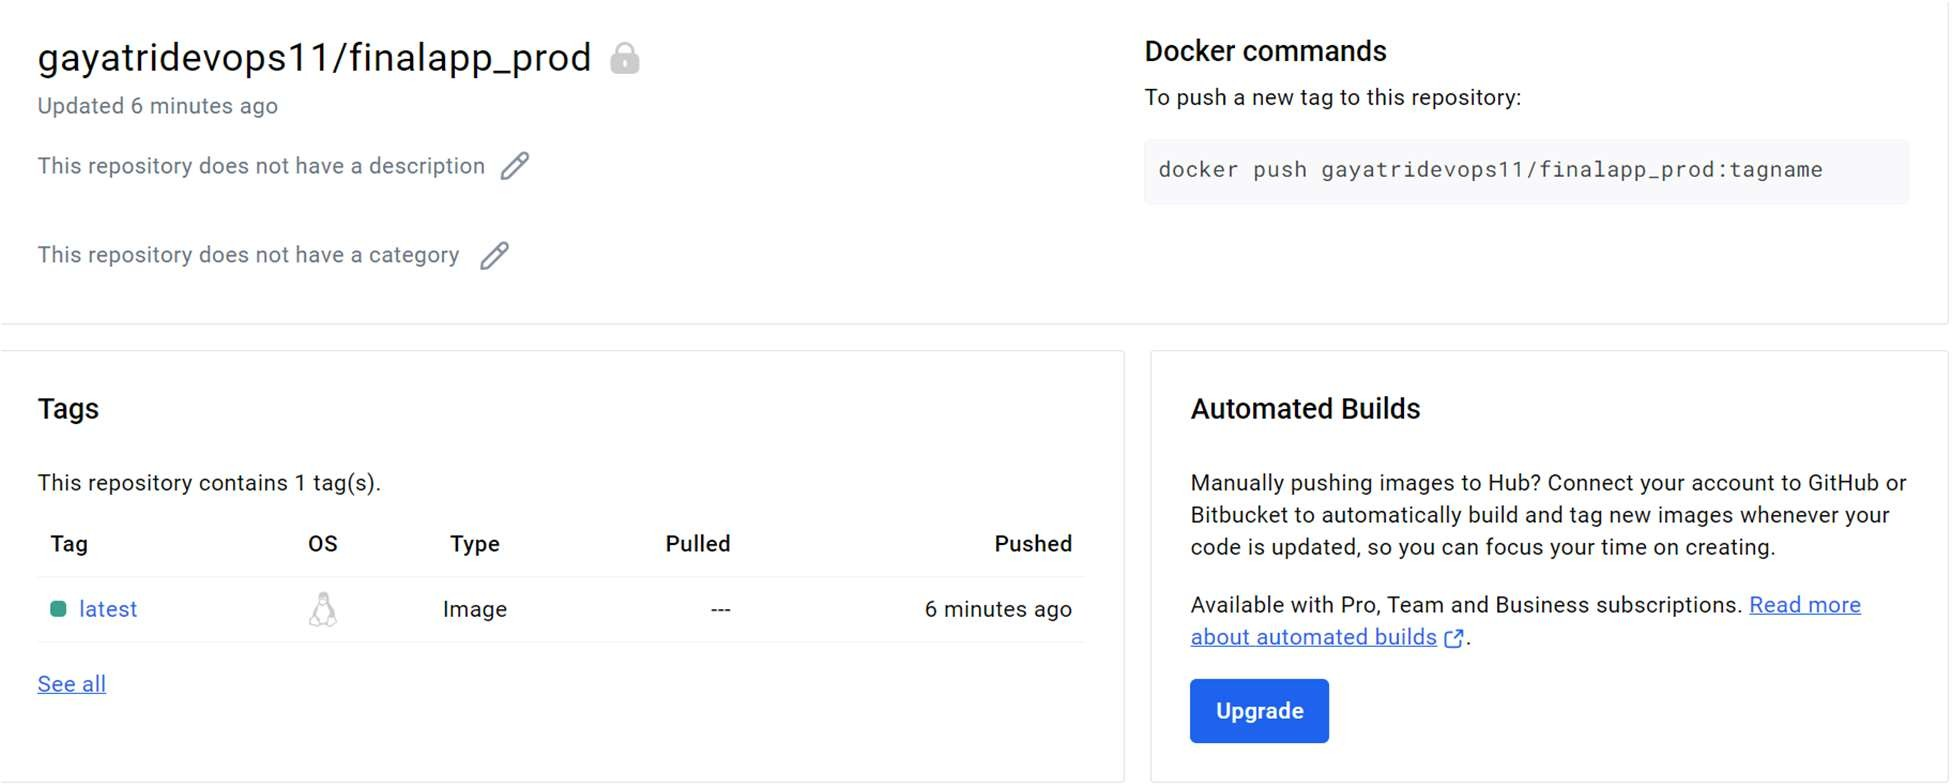 gayatridevops11/finalapp_prod
Updated 6 minutes ago
This repository does not have a description
This repository does not have a category
Docker commands
To push a new tag to this repository:
docker push gayatridevops11/finalapp_prod:tagname
Tags
This repository contains 1 tag(s).
Tag OS Type Pulled Pushed
latest Image --- 6 minutes ago
See all
Automated Builds
Manually pushing images to Hub? Connect your account to GitHub or
Bitbucket to automatically build and tag new images whenever your
code is updated, so you can focus your time on creating.
Available with Pro, Team and Business subscriptions. Read more
about automated builds.
Upgrade